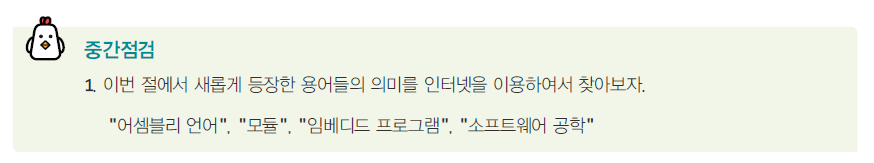 중간점검
1. 이번 절에서 새롭게 등장한 용어들의 의미를 인터넷을 이용하여서 찾아보자.
"어셈블리 언어", "모듈", "임베디드 프로그램", "소프트웨어 공학"